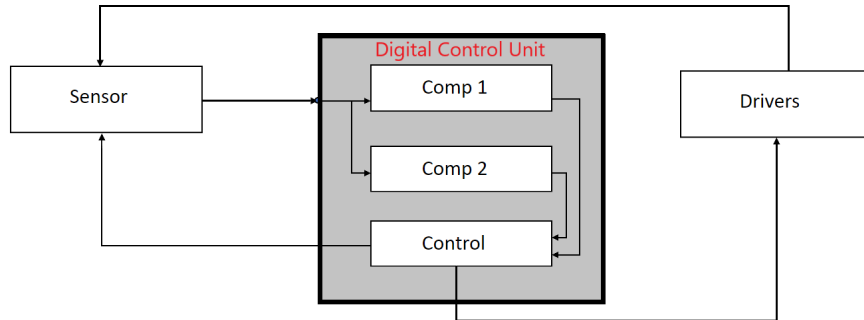 Digital Control Unit
Sensor
Comp 1
Drivers
Comp 2
Control